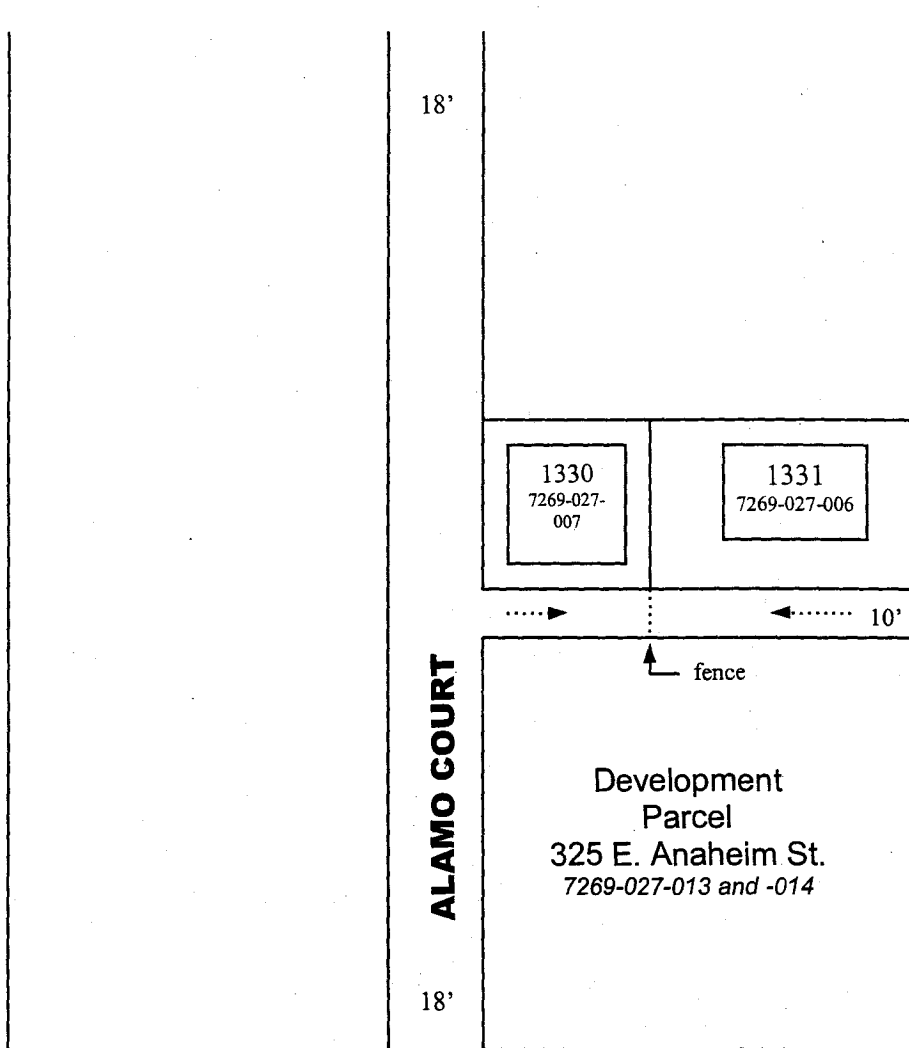 18’
1330
7269-027-
007
1331
7269-027-006
10’
fence
ALAMO COURT
Development
Parcel
325 E. Anaheim St.
7269-027-013 and -014
18’